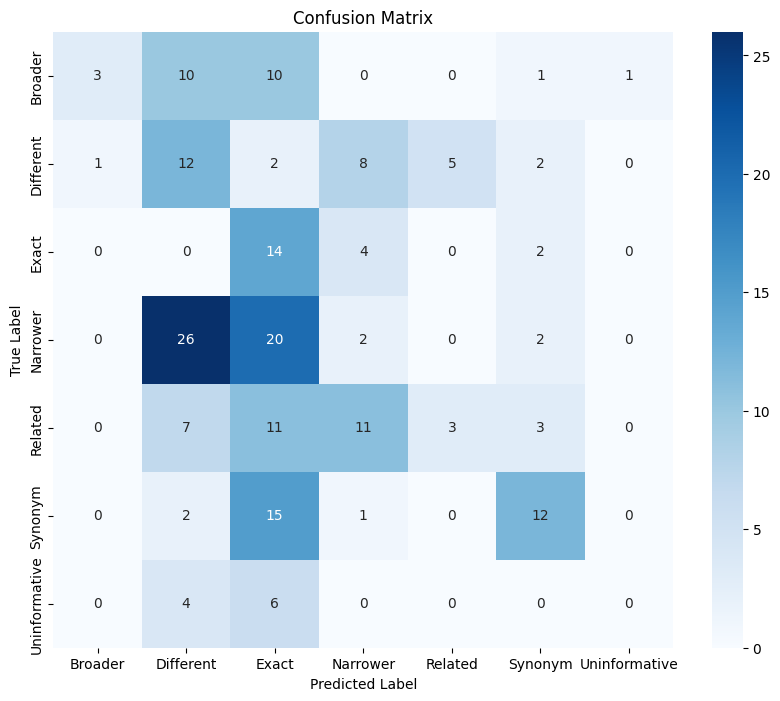 Confusion Matrix
True Label
Broader
3 10 10 0 0 1 1
Different
1 12 2 8 5 2 0
Exact
0 0 14 4 0 2 0
Narrower
0 26 20 2 0 2 0
Related
0 7 11 11 3 3 0
Synonym
0 2 15 1 0 12 0
Uninformative
0 4 6 0 0 0 0
Broader Different Exact Narrower Related Synonym Uninformative
Predicted Label
25
20
15
10
5
0